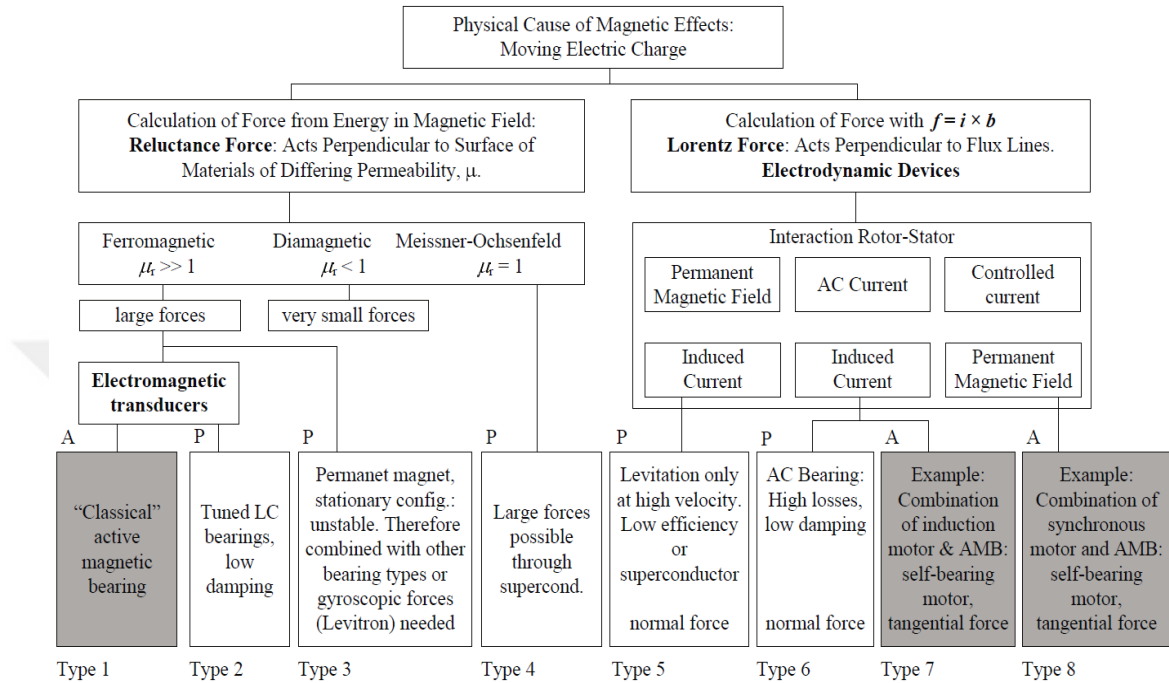 Physical Cause of Magnetic Effects:
Moving Electric Charge
Calculation of Force from Energy in Magnetic Field:
Reluctance Force: Acts Perpendicular to Surface of
Materials of Differing Permeability, μ.
Calculation of Force with f = i × b
Lorentz Force: Acts Perpendicular to Flux Lines.
Electrodynamic Devices
Ferromagnetic
μr >> 1
Diamagnetic
μr < 1
Meissner-Ochsenfeld
μr = 1
large forces
very small forces
Electromagnetic
transducers
Interaction Rotor-Stator
Permanent
Magnetic Field
AC Current
Controlled
current
Induced
Current
Induced
Current
Permanent
Magnetic Field
A
“Classical”
active
magnetic
bearing
Type 1
P
Tuned LC
bearings,
low
damping
Type 2
P
Permanet magnet,
stationary config.:
unstable. Therefore
combined with other
bearing types or
gyroscopic forces
(Levitron) needed
Type 3
P
Large forces
possible
through
supercond.
Type 4
P
Levitation only
at high velocity.
Low efficiency
or
superconductor
normal force
Type 5
P
AC Bearing:
High losses,
low damping
normal force
Type 6
A
Example:
Combination
of induction
motor & AMB:
self-bearing
motor,
tangential force
Type 7
A
Example:
Combination of
synchronous
motor and AMB:
self-bearing
motor,
tangential force
Type 8